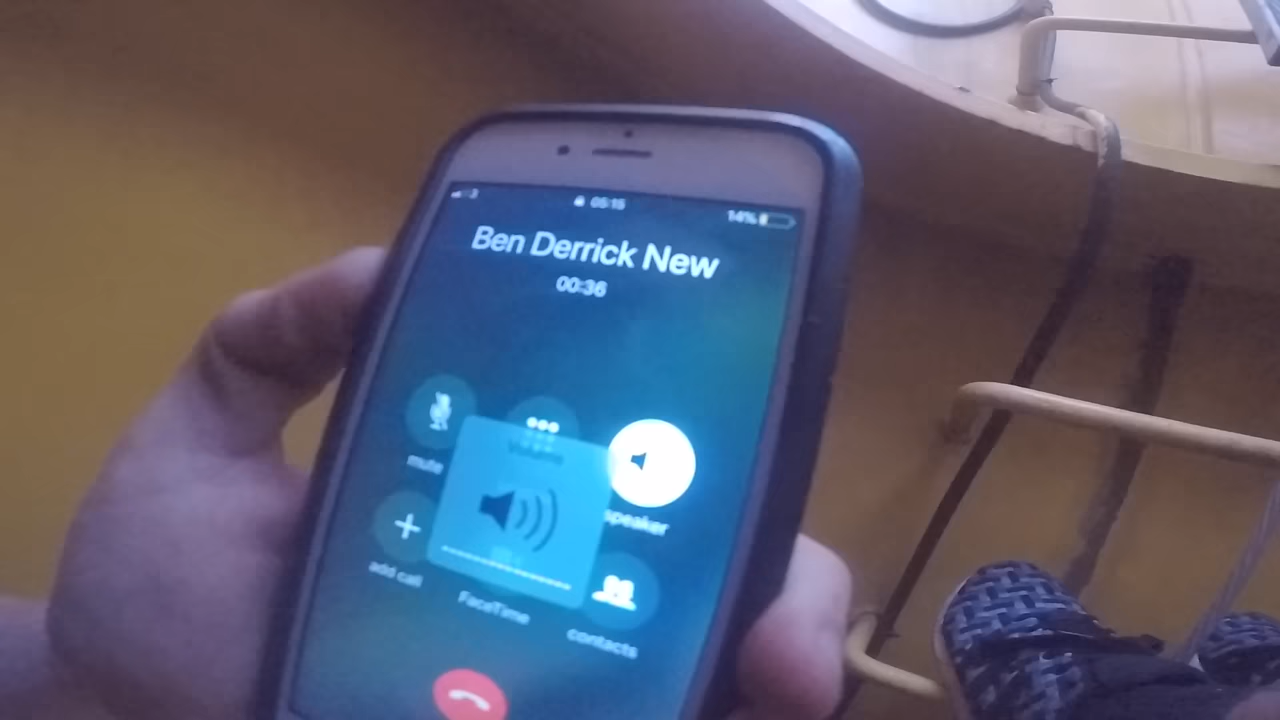 05:15
14%
Ben Derrick New
00:36
mute
speaker
add call
FaceTime
contacts